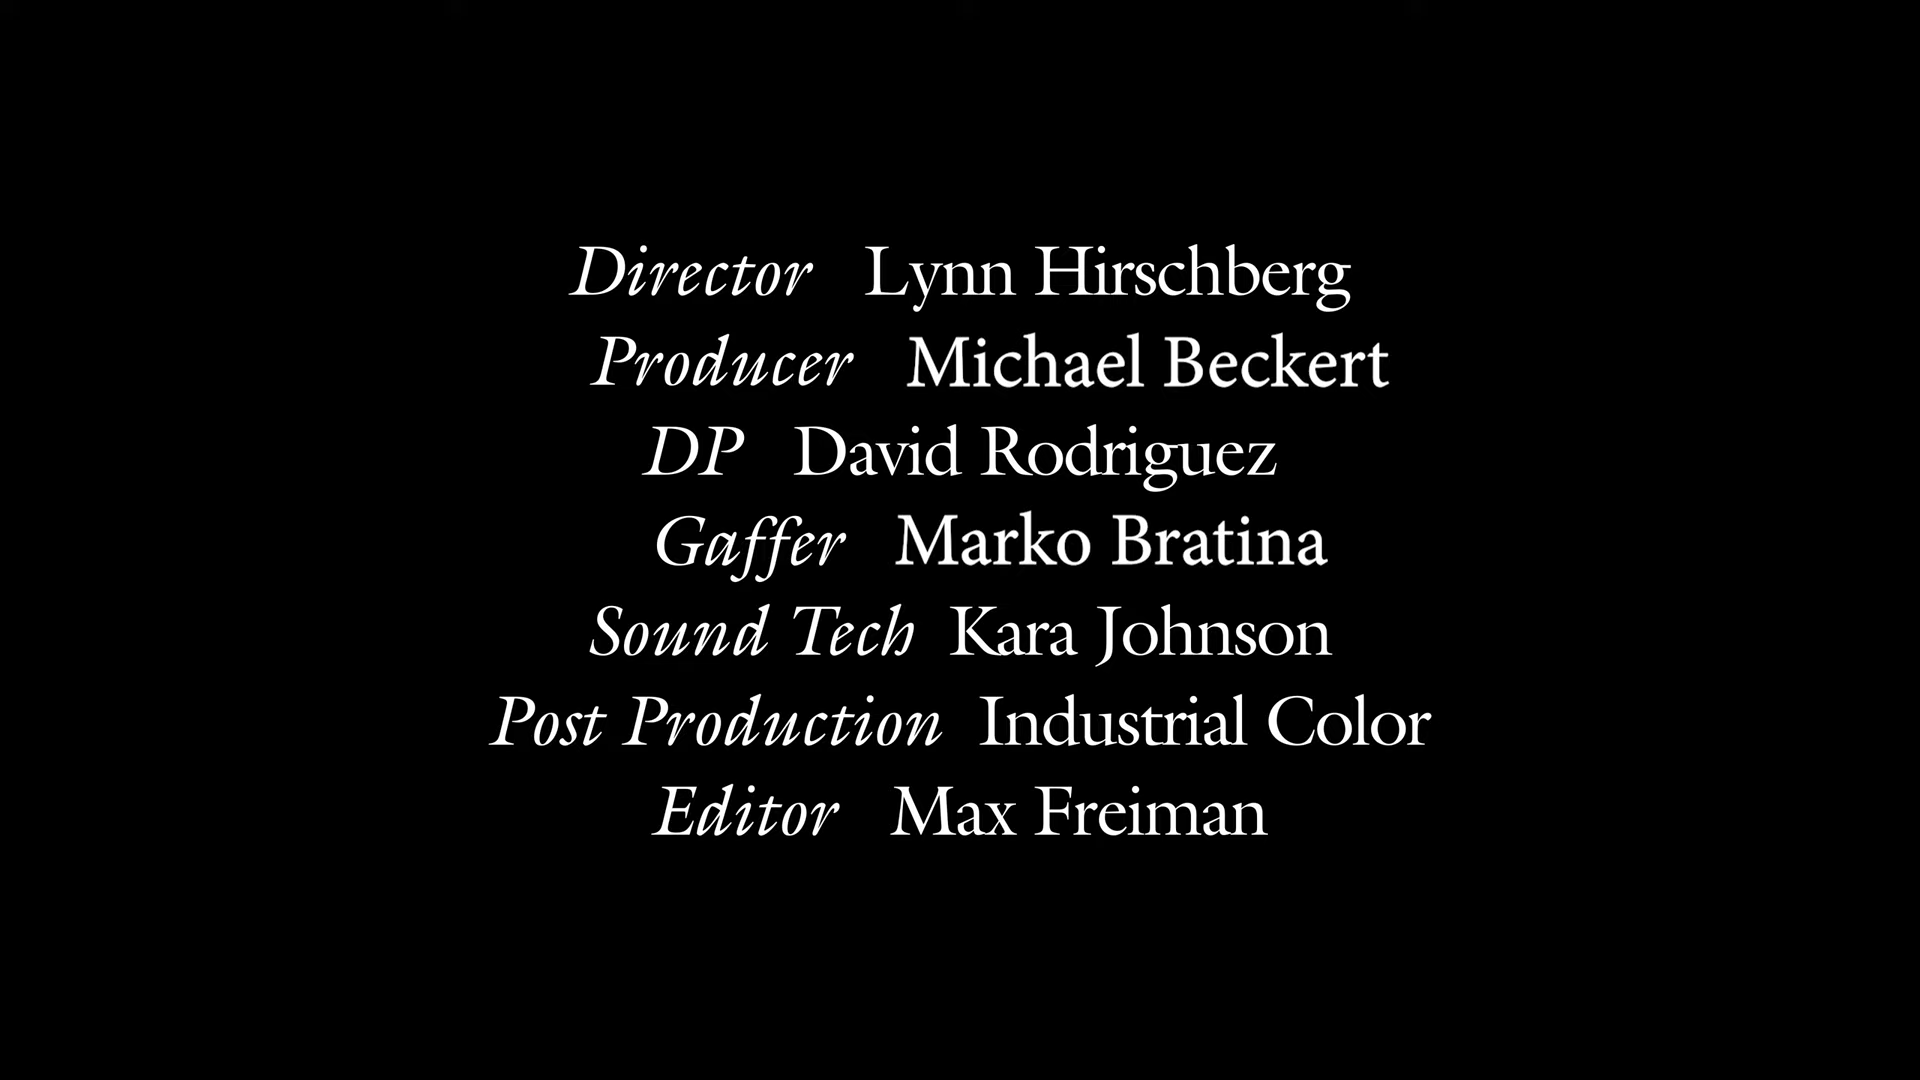 Director Lynn Hirschberg
Producer Michael Beckert
DP David Rodriguez
Gaffer Marko Bratina
Sound Tech Kara Johnson
Post Production Industrial Color
Editor Max Freiman